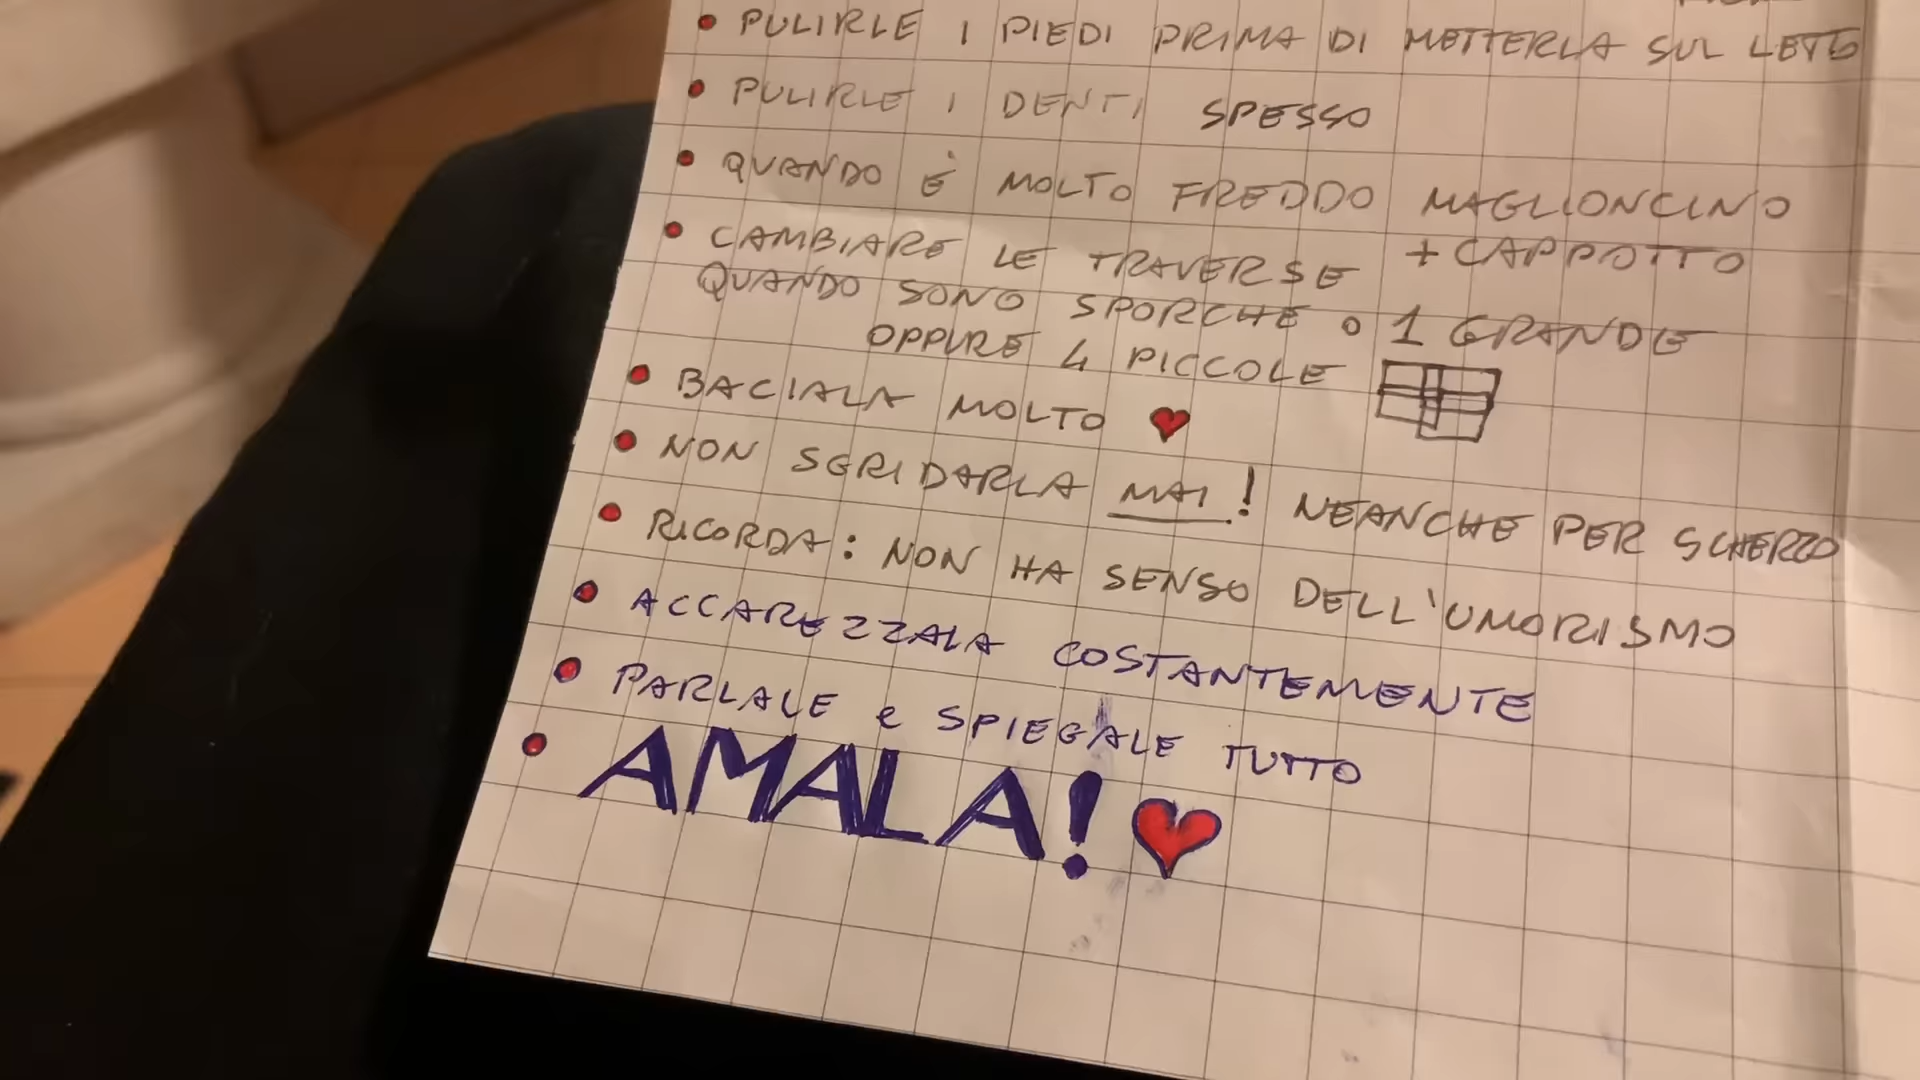 • PULIRLE I PIEDI PRIMA DI METTERLA SUL LETTO
• PULIRLE I DENTI SPESSO
• QUANDO È MOLTO FREDDO MAGLIONCINO
+ CAPPOTTO
• CAMBIARE LE TRAVERSE
QUANDO SONO SPORCHE o 1 GRANDE
OPPURE 4 PICCOLE
• BACIALA MOLTO ♥
• NON SGRIDARLA MAI! NEANCHE PER SCHERZO
• RICORDA: NON HA SENSO DELL'UMORISMO
• ACCAREZZALA COSTANTEMENTE
• PARLALE e SPIEGALE TUTTO
• AMALA! ♥